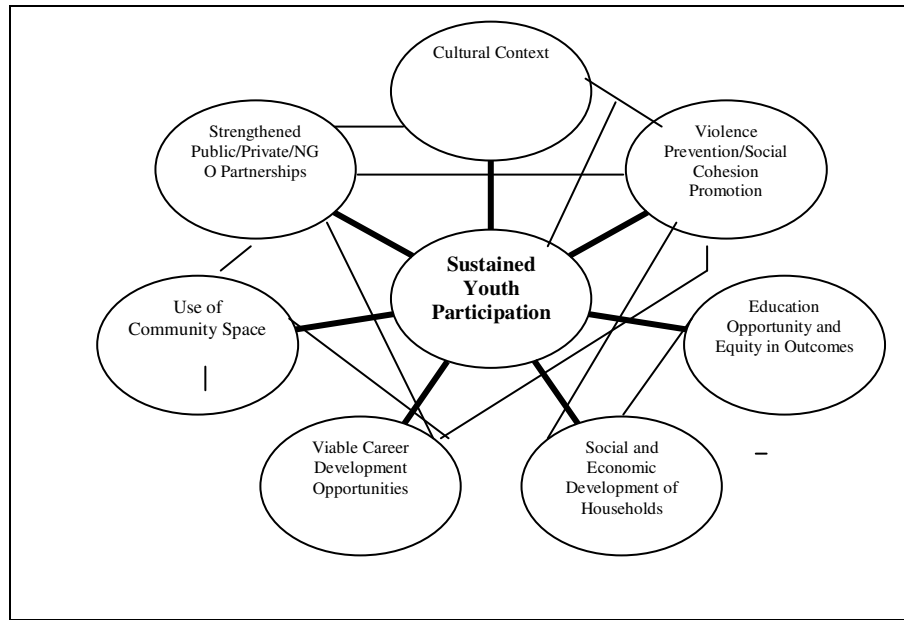 Cultural Context
Strengthened
Public/Private/NG
O Partnerships
Violence
Prevention/Social
Cohesion
Promotion
Sustained
Youth
Participation
Use of
Community Space
Education
Opportunity and
Equity in Outcomes
Viable Career
Development
Opportunities
Social and
Economic
Development of
Households